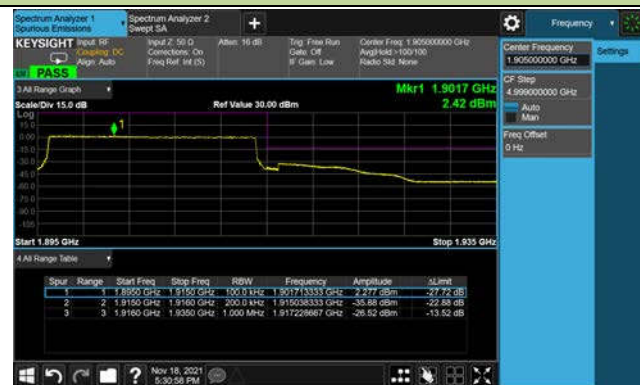 Spectrum Analyzer 1
Spurious Emissions
Spectrum Analyzer 2
Swept SA
+
Frequency
KEYSIGHT
Input: RF
Coupling: DC
Align: Auto
Input Z: 50 Ω
Corrections: On
Freq Ref: Int (S)
Atten: 16 dB
Trig: Free Run
Gate: Off
IF Gain: Low
Center Freq: 1.905000000 GHz
Avg|Hold:>100/100
Radio Std: None
PASS
3 All Range Graph
Mkr1 1.9017 GHz
Scale/Div 15.0 dB
Ref Value 30.00 dBm
2.42 dBm
Log
15.0
0.00
-15.0
-30.0
-45.0
-60.0
-75.0
-90.0
-105
1
Start 1.895 GHz
Stop 1.935 GHz
4 All Range Table
Spur Range Start Freq Stop Freq RBW Frequency Amplitude ΔLimit
1 1 1.8950 GHz 1.9150 GHz 100.0 kHz 1.901713333 GHz 2.277 dBm -27.72 dB
2 2 1.9150 GHz 1.9160 GHz 200.0 kHz 1.915038333 GHz -35.88 dBm -22.88 dB
3 3 1.9160 GHz 1.9350 GHz 1.000 MHz 1.917228667 GHz -26.52 dBm -13.52 dB
Center Frequency
1.905000000 GHz
Settings
CF Step
4.999000000 GHz
Auto
Man
Freq Offset
0 Hz
?
Nov 18, 2021
5:30:58 PM